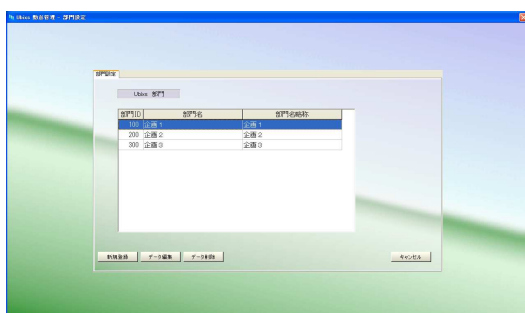 Ubiss 勤怠管理 - 部門設定
部門設定
Ubiss 部門
部門ID 部門名 部門名略称
100 企画1 企画1
200 企画2 企画2
300 企画3 企画3
新規登録 データ編集 データ削除 キャンセル